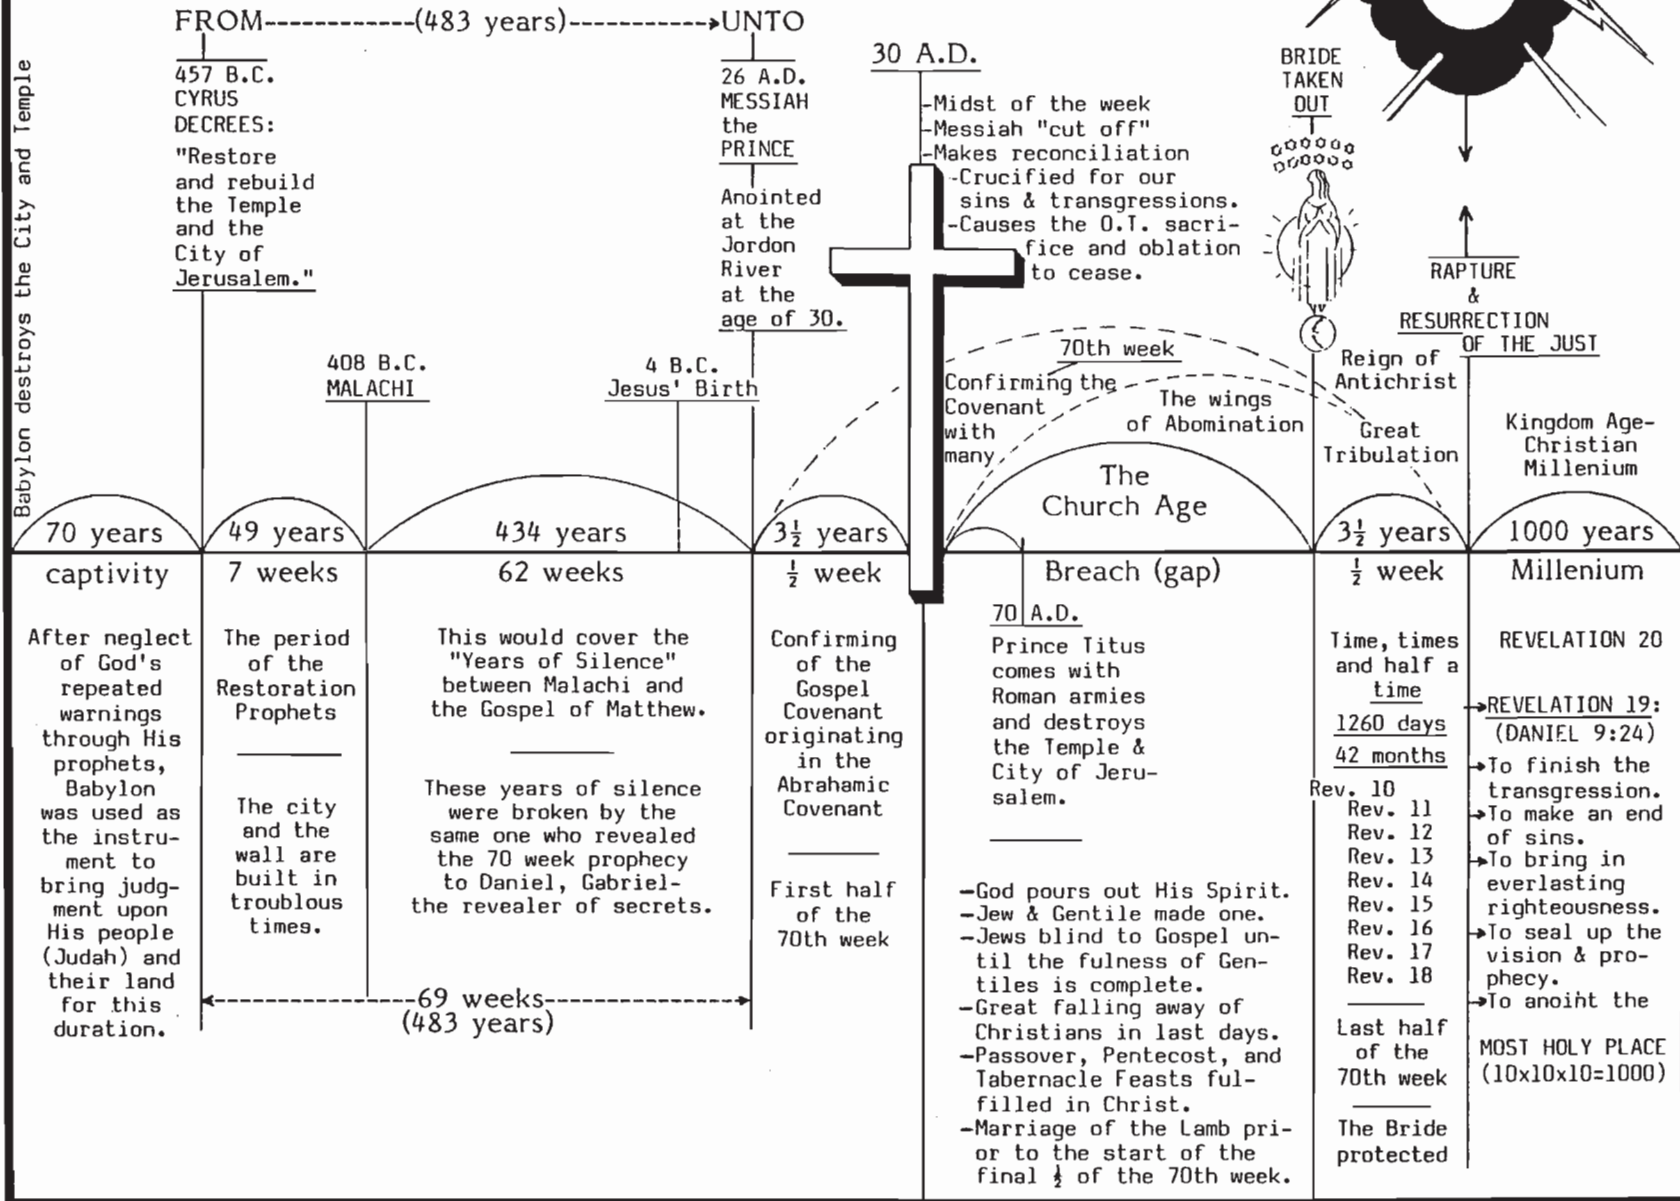 Babylon destroys the City and Temple
FROM------------(483 years)-----------→UNTO
457 B.C.
CYRUS
DECREES:
"Restore
and rebuild
the Temple
and the
City of
Jerusalem."
408 B.C.
MALACHI
4 B.C.
Jesus' Birth
26 A.D.
MESSIAH
the
PRINCE
Anointed
at the
Jordon
River
at the
age of 30.
30 A.D.
-Midst of the week
-Messiah "cut off"
-Makes reconciliation
-Crucified for our
sins & transgressions.
-Causes the O.T. sacri-
fice and oblation
to cease.
70th week
Confirming the
Covenant
with
many
The wings
of Abomination
BRIDE
TAKEN
OUT
Reign of
Antichrist
Great
Tribulation
RAPTURE
&
RESURRECTION
OF THE JUST
Kingdom Age-
Christian
Millenium
70 years
49 years
434 years
3½ years
The
Church Age
3½ years
1000 years
captivity
7 weeks
62 weeks
½ week
Breach (gap)
½ week
Millenium
After neglect
of God's
repeated
warnings
through His
prophets,
Babylon
was used as
the instru-
ment to
bring judg-
ment upon
His people
(Judah) and
their land
for this
duration.
The period
of the
Restoration
Prophets
The city
and the
wall are
built in
troublous
times.
This would cover the
"Years of Silence"
between Malachi and
the Gospel of Matthew.
These years of silence
were broken by the
same one who revealed
the 70 week prophecy
to Daniel, Gabriel-
the revealer of secrets.
69 weeks
(483 years)
Confirming
of the
Gospel
Covenant
originating
in the
Abrahamic
Covenant
First half
of the
70th week
70 A.D.
Prince Titus
comes with
Roman armies
and destroys
the Temple &
City of Jeru-
salem.
-God pours out His Spirit.
-Jew & Gentile made one.
-Jews blind to Gospel un-
til the fulness of Gen-
tiles is complete.
-Great falling away of
Christians in last days.
-Passover, Pentecost, and
Tabernacle Feasts ful-
filled in Christ.
-Marriage of the Lamb pri-
or to the start of the
final ½ of the 70th week.
Time, times
and half a
time
1260 days
42 months
Rev. 10
Rev. 11
Rev. 12
Rev. 13
Rev. 14
Rev. 15
Rev. 16
Rev. 17
Rev. 18
Last half
of the
70th week
The Bride
protected
REVELATION 20
→REVELATION 19:
(DANIEL 9:24)
→To finish the
transgression.
→To make an end
of sins.
→To bring in
everlasting
righteousness.
→To seal up the
vision & pro-
phecy.
→To anoint the
MOST HOLY PLACE
(10x10x10=1000)